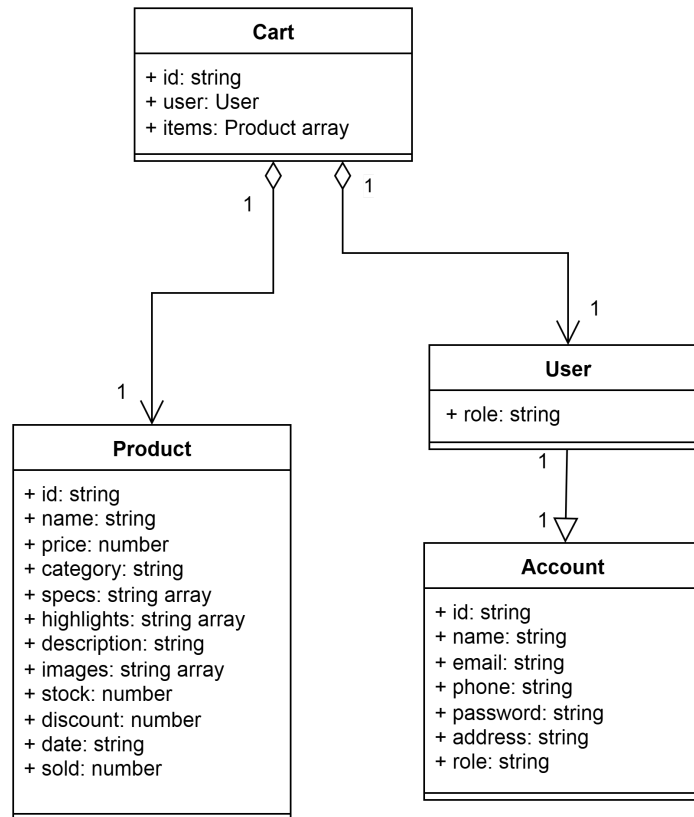 Cart
+ id: string
+ user: User
+ items: Product array
1
1
1
1
User
+ role: string
1
1
Product
+ id: string
+ name: string
+ price: number
+ category: string
+ specs: string array
+ highlights: string array
+ description: string
+ images: string array
+ stock: number
+ discount: number
+ date: string
+ sold: number
Account
+ id: string
+ name: string
+ email: string
+ phone: string
+ password: string
+ address: string
+ role: string